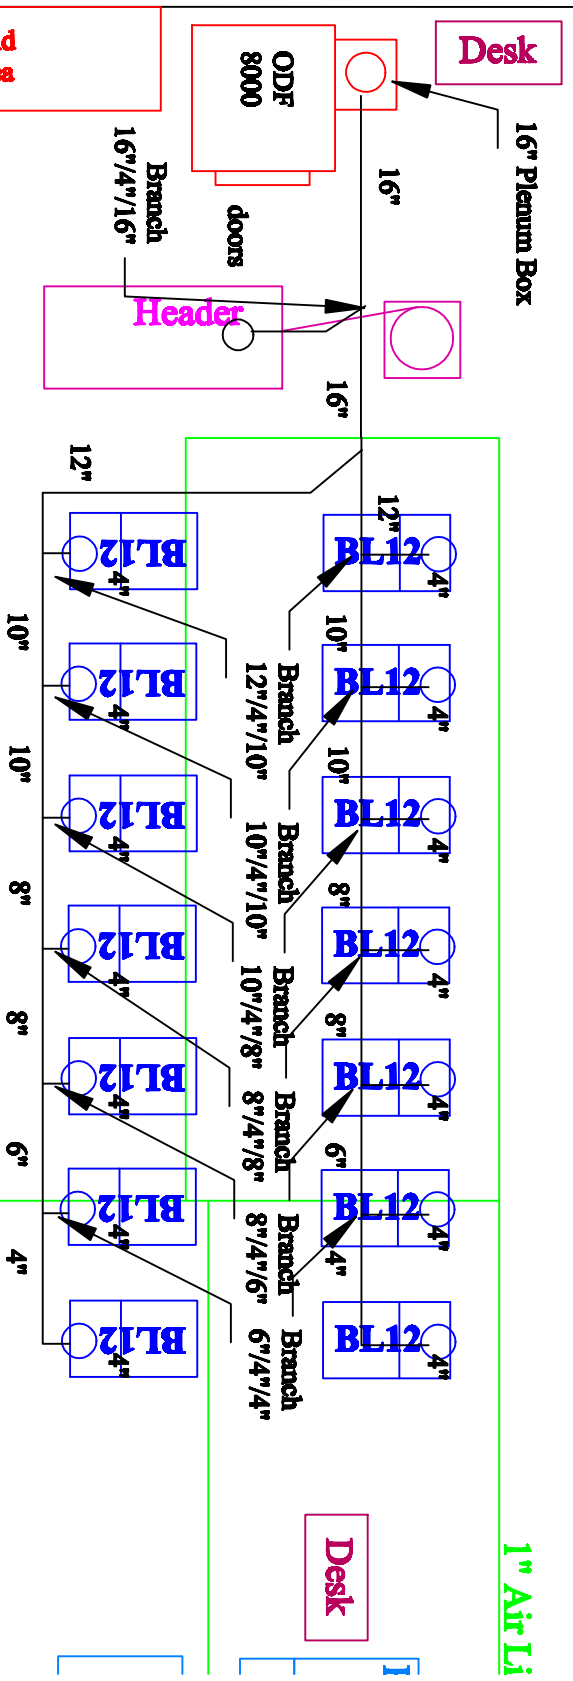 Desk
16" Plenum Box
ODF
8000
16"
doors
Branch
16"/4"/16"
Header
16"
12"
12"
BL12
4"
BL12
4"
10"
10"
Branch
12"/4"/10"
BL12
4"
BL12
4"
10"
10"
Branch
10"/4"/10"
BL12
4"
BL12
4"
8"
8"
Branch
10"/4"/8"
BL12
4"
BL12
4"
8"
8"
Branch
8"/4"/8"
BL12
4"
BL12
4"
6"
6"
Branch
8"/4"/6"
BL12
4"
BL12
4"
4"
4"
Branch
6"/4"/4"
BL12
4"
BL12
4"
Desk
1" Air Li